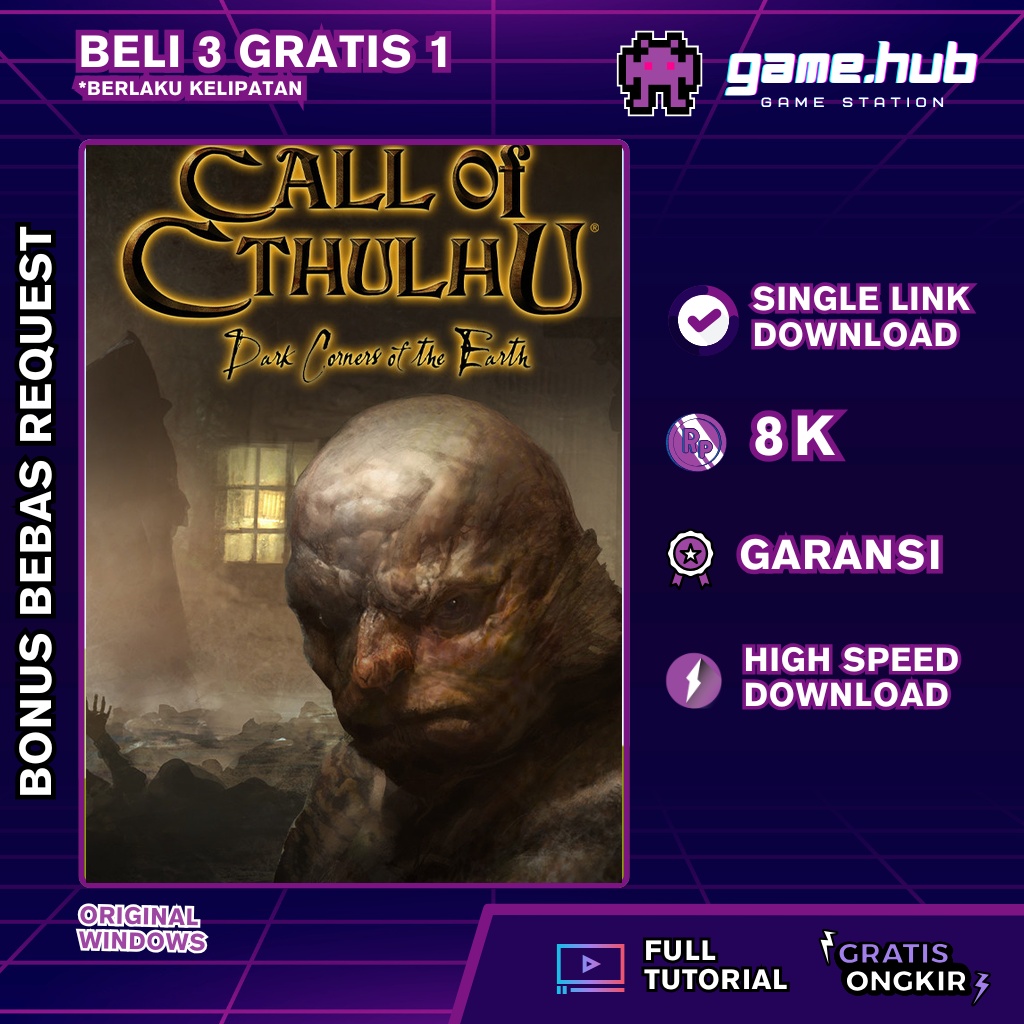 BELI 3 GRATIS 1
*BERLAKU KELIPATAN
game.hub
GAME STATION
BONUS BEBAS REQUEST
CALL of
CTHULHU®
Dark Corners of the Earth
SINGLE LINK
DOWNLOAD
Rp
8K
GARANSI
HIGH SPEED
DOWNLOAD
ORIGINAL
WINDOWS
FULL
TUTORIAL
GRATIS
ONGKIR